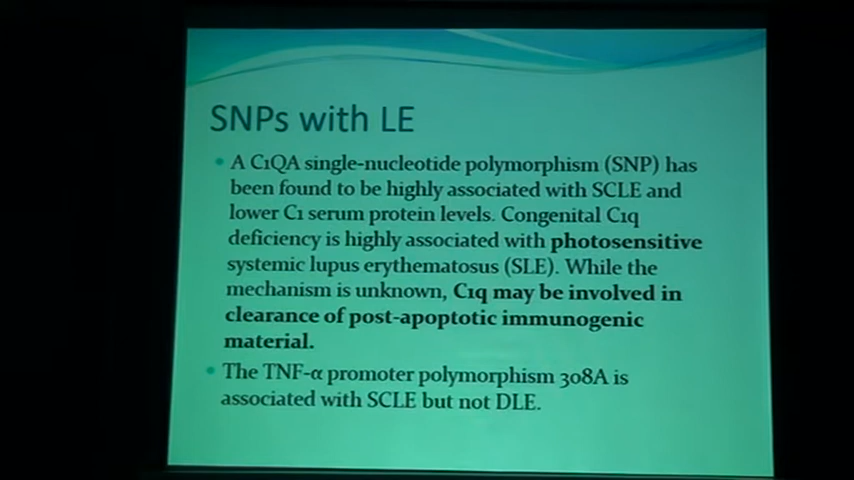 SNPs with LE
• A C1QA single-nucleotide polymorphism (SNP) has
been found to be highly associated with SCLE and
lower C1 serum protein levels. Congenital C1q
deficiency is highly associated with photosensitive
systemic lupus erythematosus (SLE). While the
mechanism is unknown, C1q may be involved in
clearance of post-apoptotic immunogenic
material.
• The TNF-α promoter polymorphism 308A is
associated with SCLE but not DLE.